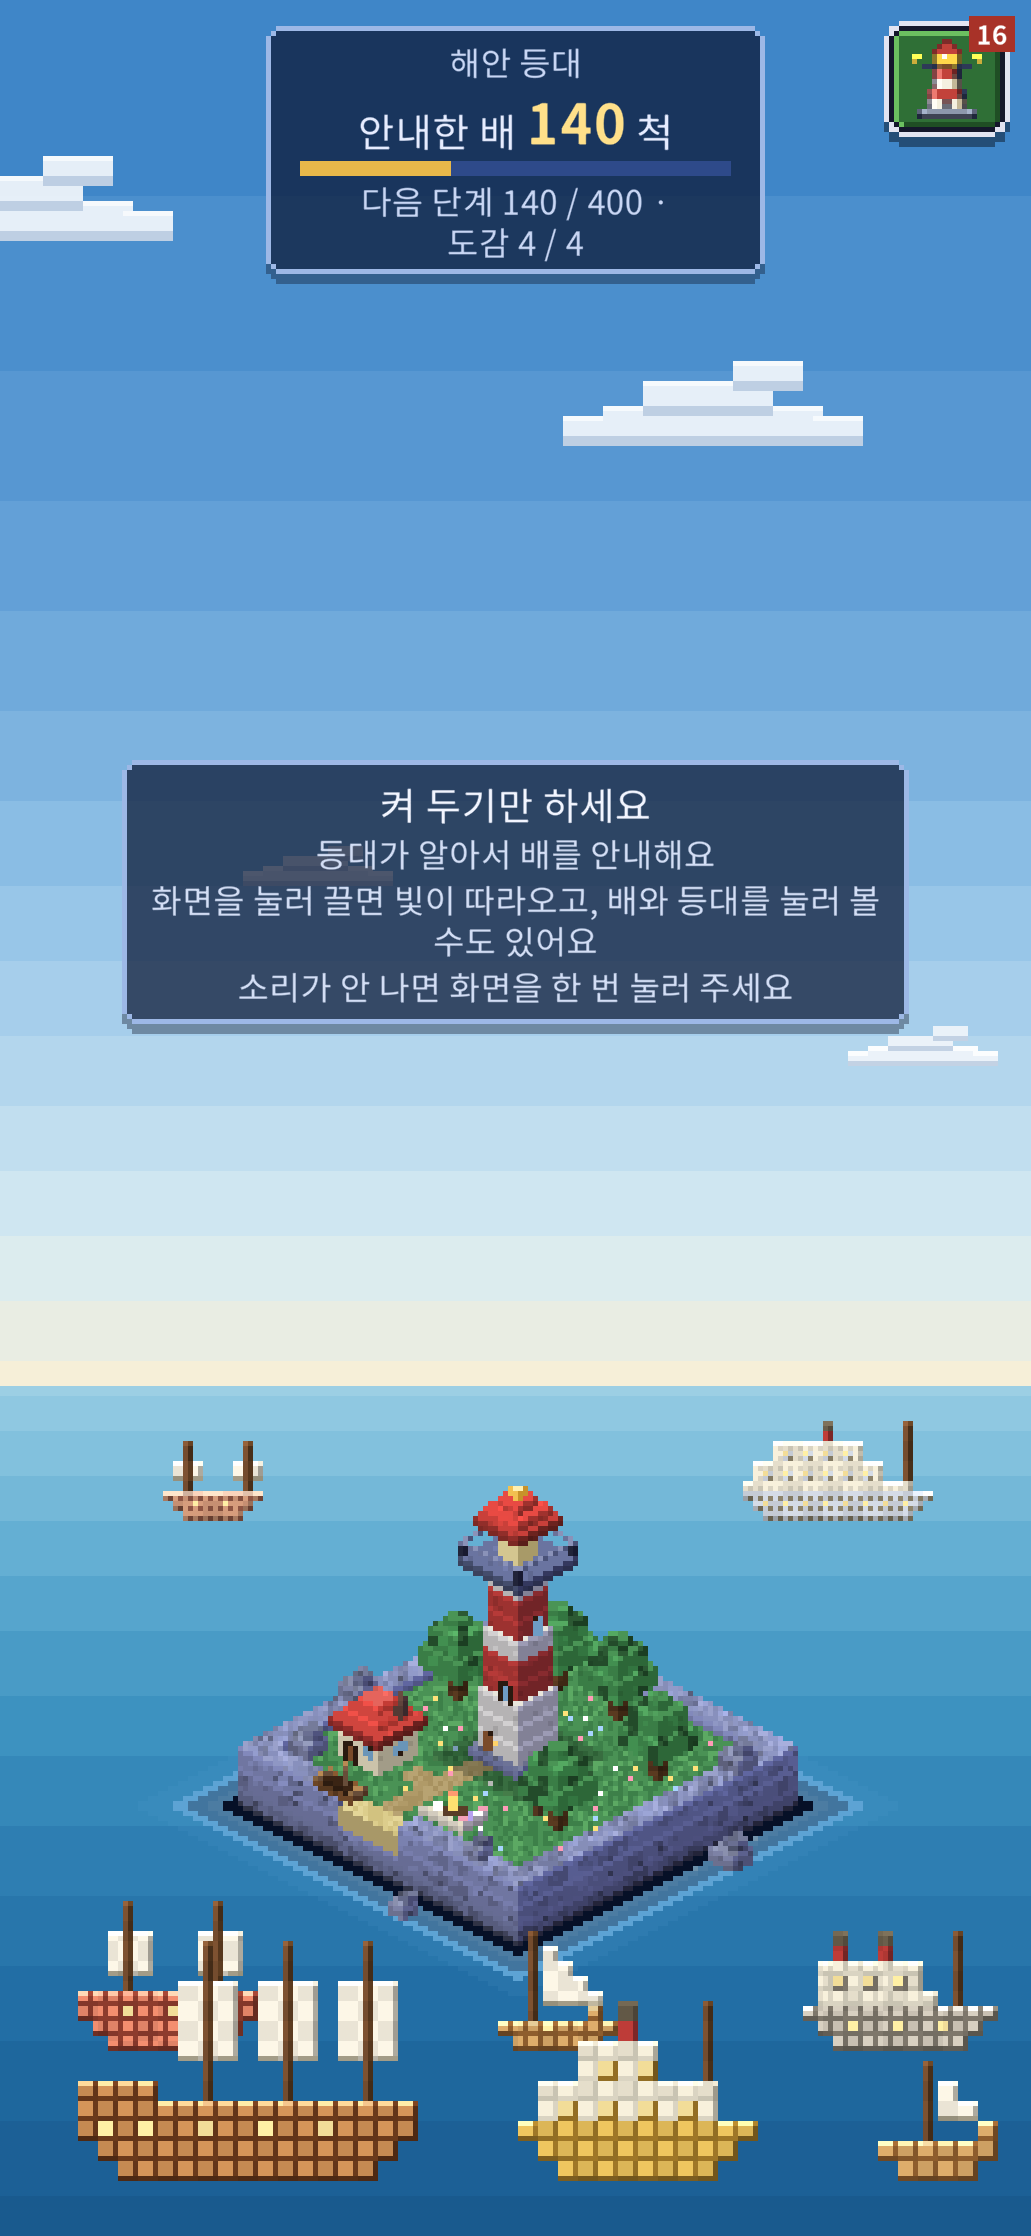 해안 등대
16
안내한 배 140 척
다음 단계 140 / 400 ·
도감 4 / 4
켜 두기만 하세요
등대가 알아서 배를 안내해요
화면을 눌러 끌면 빛이 따라오고, 배와 등대를 눌러 볼
수도 있어요
소리가 안 나면 화면을 한 번 눌러 주세요